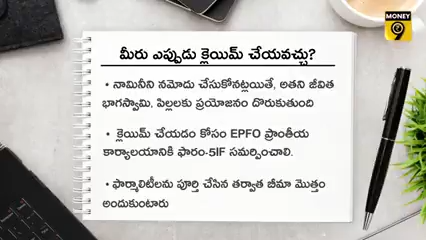 MONEY
9
మీరు ఎప్పుడు క్లెయిమ్ చేయవచ్చు?
• నామినీని నమోదు చేసుకోనట్లయితే, అతని జీవిత
భాగస్వామి, పిల్లలకు ప్రయోజనం దొరుకుతుంది
• క్లెయిమ్ చేయడం కోసం EPFO ప్రాంతీయ
కార్యాలయానికి ఫారం-5IF సమర్పించాలి.
• ఫార్మాలిటీలను పూర్తి చేసిన తర్వాత బీమా మొత్తం
అందుకుంటారు